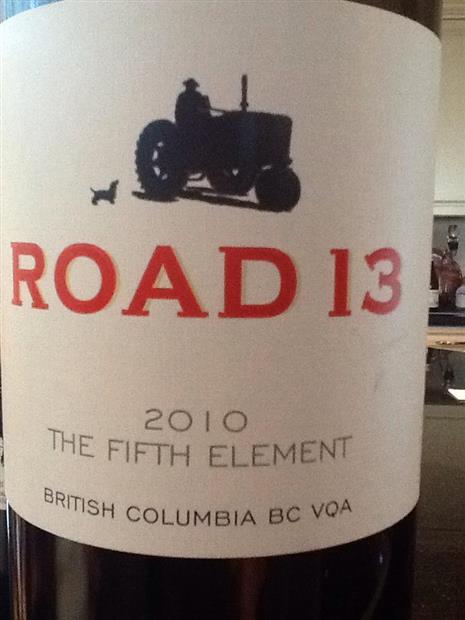 ROAD 13
2010
THE FIFTH ELEMENT
BRITISH COLUMBIA BC VQA